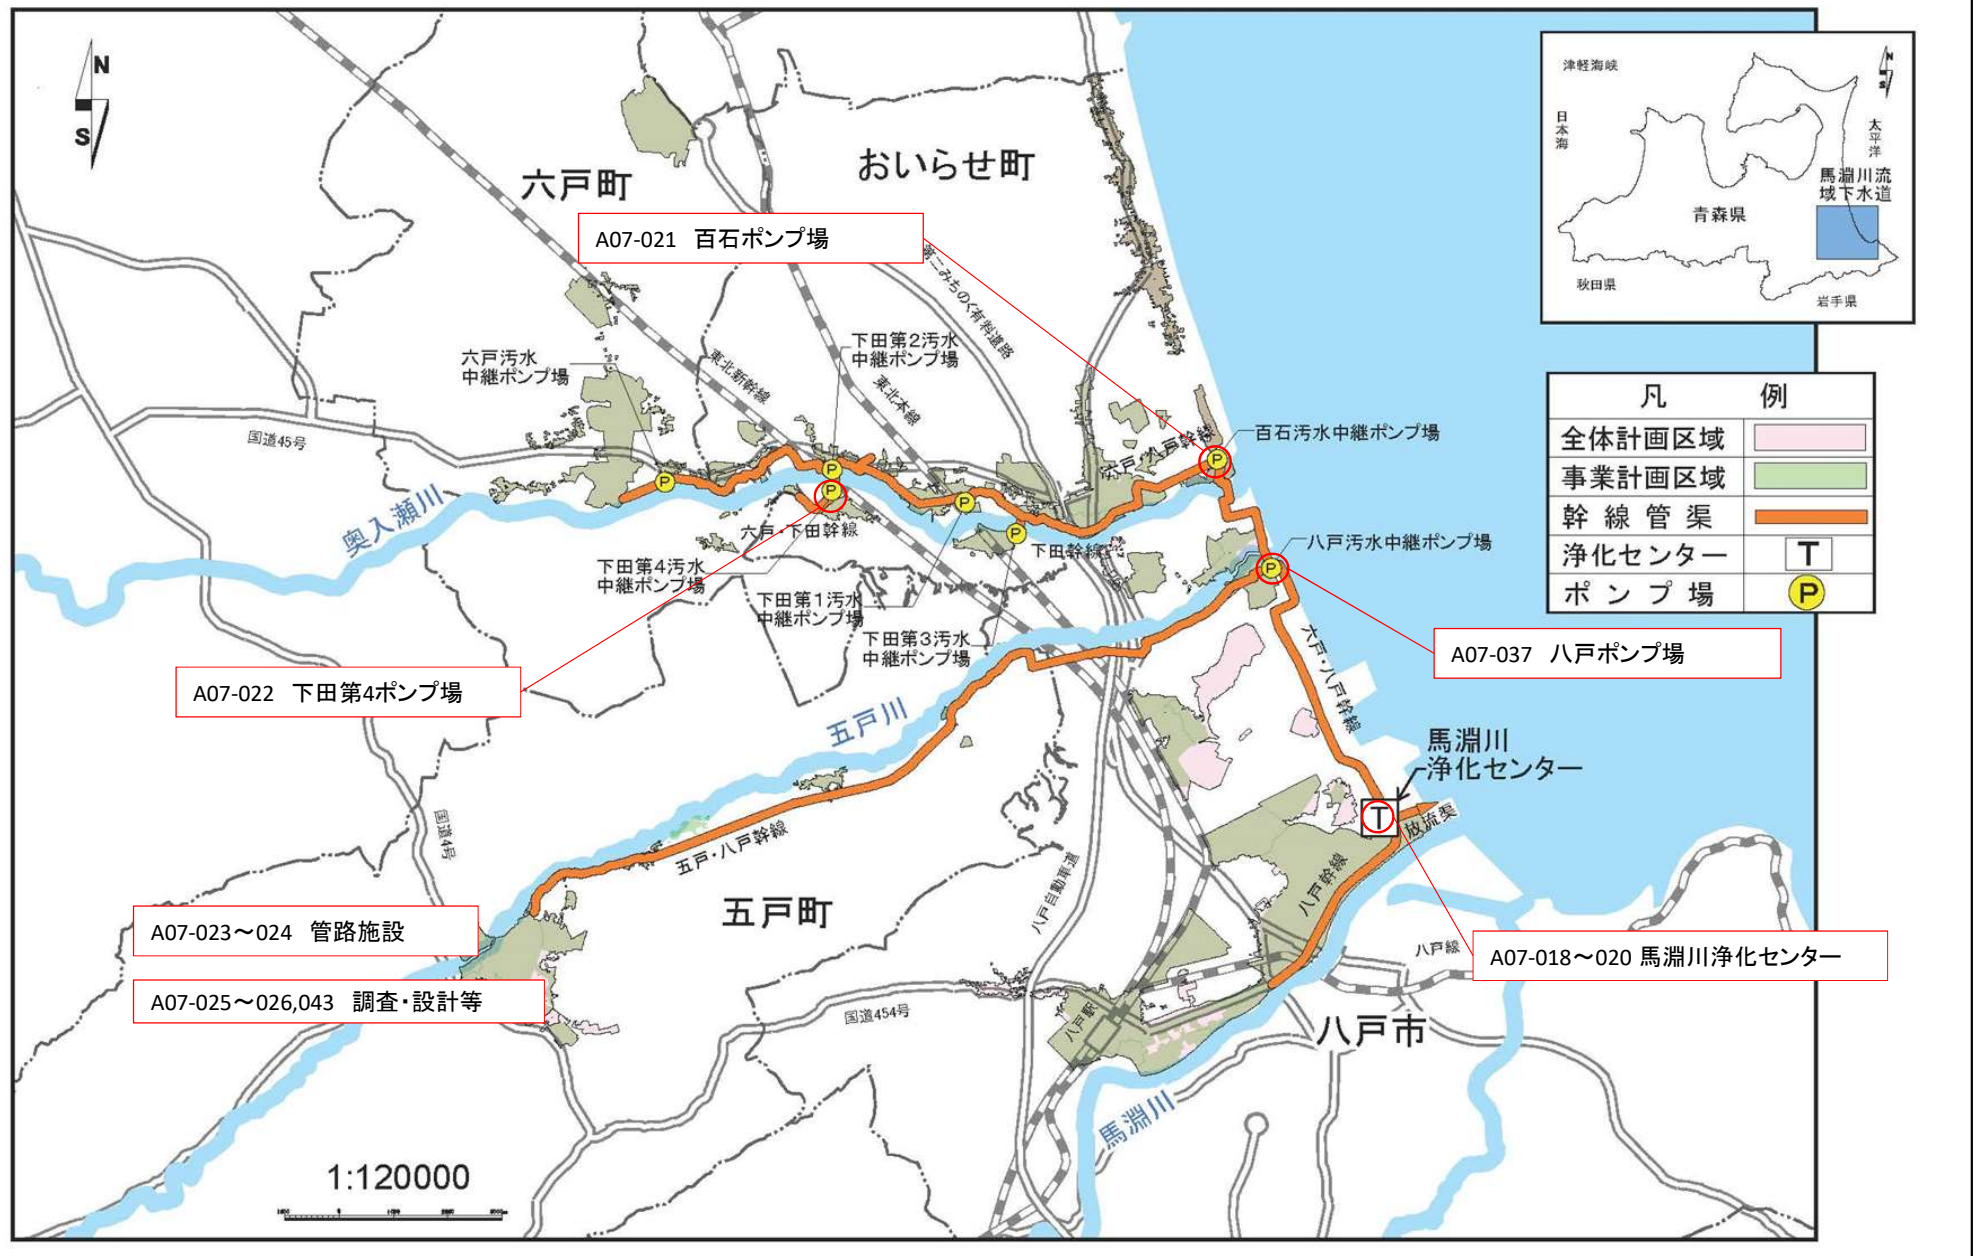 N
S
六戸町
おいらせ町
A07-021 百石ポンプ場
第二みちのく有料道路
下田第2汚水
中継ポンプ場
六戸汚水
中継ポンプ場
東北新幹線
東北本線
国道45号
奥入瀬川
六戸・八戸幹線
百石汚水中継ポンプ場
六戸・下田幹線
下田幹線
八戸汚水中継ポンプ場
下田第4汚水
中継ポンプ場
下田第1汚水
中継ポンプ場
下田第3汚水
中継ポンプ場
P
P
P
P
P
P
P
A07-022 下田第4ポンプ場
A07-037 八戸ポンプ場
五戸川
六戸・八戸幹線
馬淵川
浄化センター
T
放流渠
国道4号
五戸・八戸幹線
五戸町
八戸自動車道
八戸幹線
A07-023～024 管路施設
A07-025～026,043 調査・設計等
A07-018～020 馬淵川浄化センター
八戸線
国道454号
八戸駅
八戸市
馬淵川
1:120000
津軽海峡
N
S
日本海
太平洋
馬淵川流
域下水道
青森県
秋田県
岩手県
凡 例
全体計画区域
事業計画区域
幹線管渠
浄化センター T
ポンプ場 P